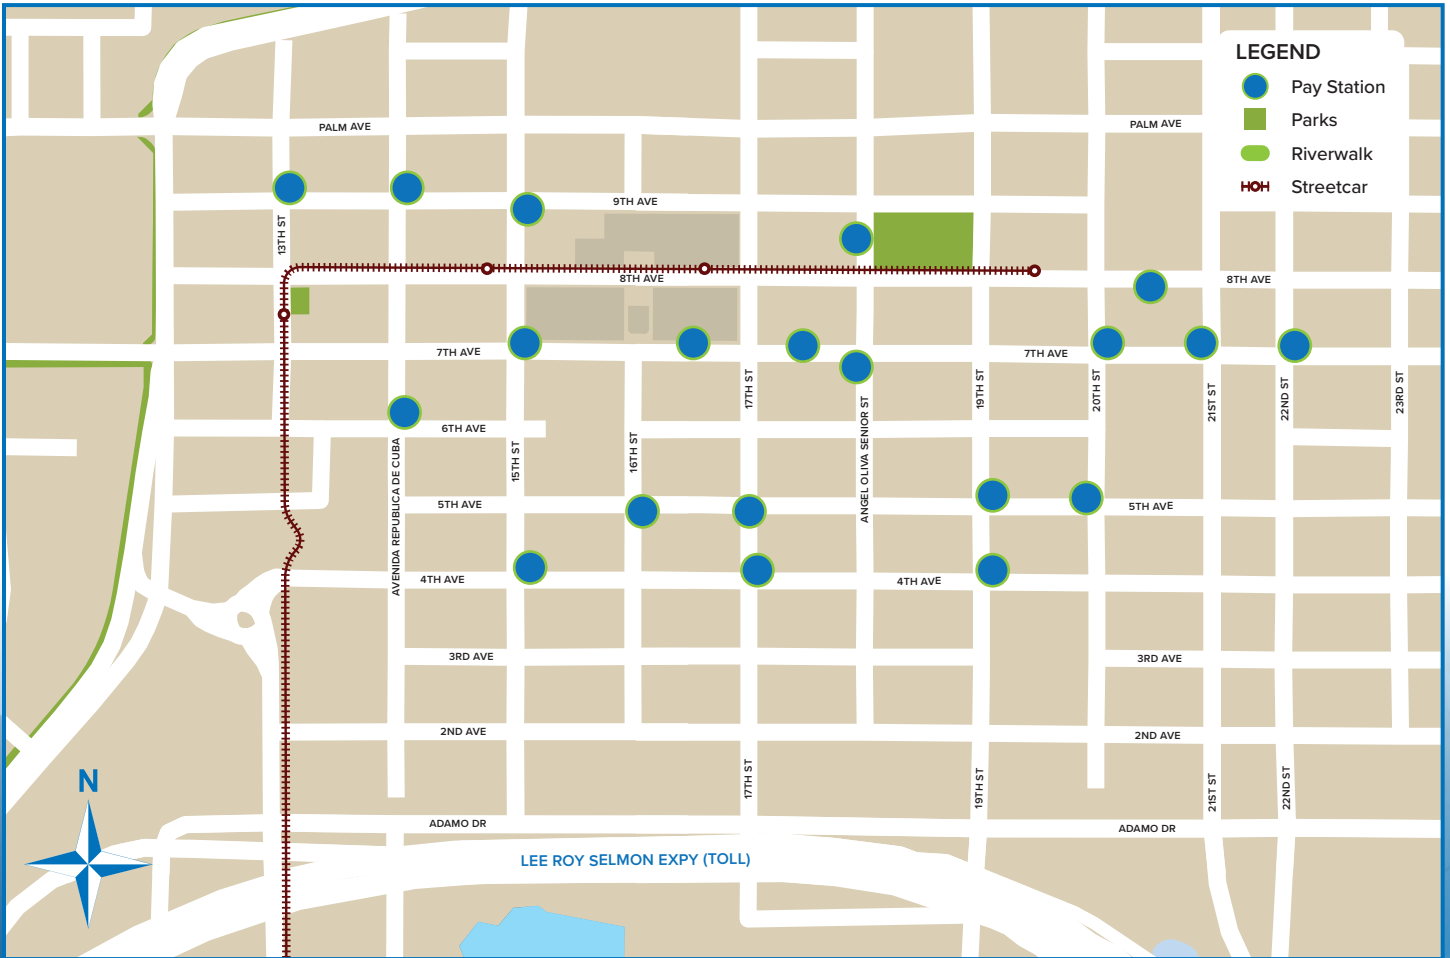 LEGEND
Pay Station
Parks
Riverwalk
Streetcar
PALM AVE
PALM AVE
9TH AVE
13TH ST
8TH AVE
8TH AVE
7TH AVE
7TH AVE
17TH ST
19TH ST
20TH ST
21ST ST
22ND ST
23RD ST
6TH AVE
AVENIDA REPUBLICA DE CUBA
15TH ST
16TH ST
ANGEL OLIVA SENIOR ST
5TH AVE
5TH AVE
4TH AVE
4TH AVE
3RD AVE
3RD AVE
2ND AVE
2ND AVE
N
17TH ST
19TH ST
21ST ST
22ND ST
ADAMO DR
ADAMO DR
LEE ROY SELMON EXPY (TOLL)